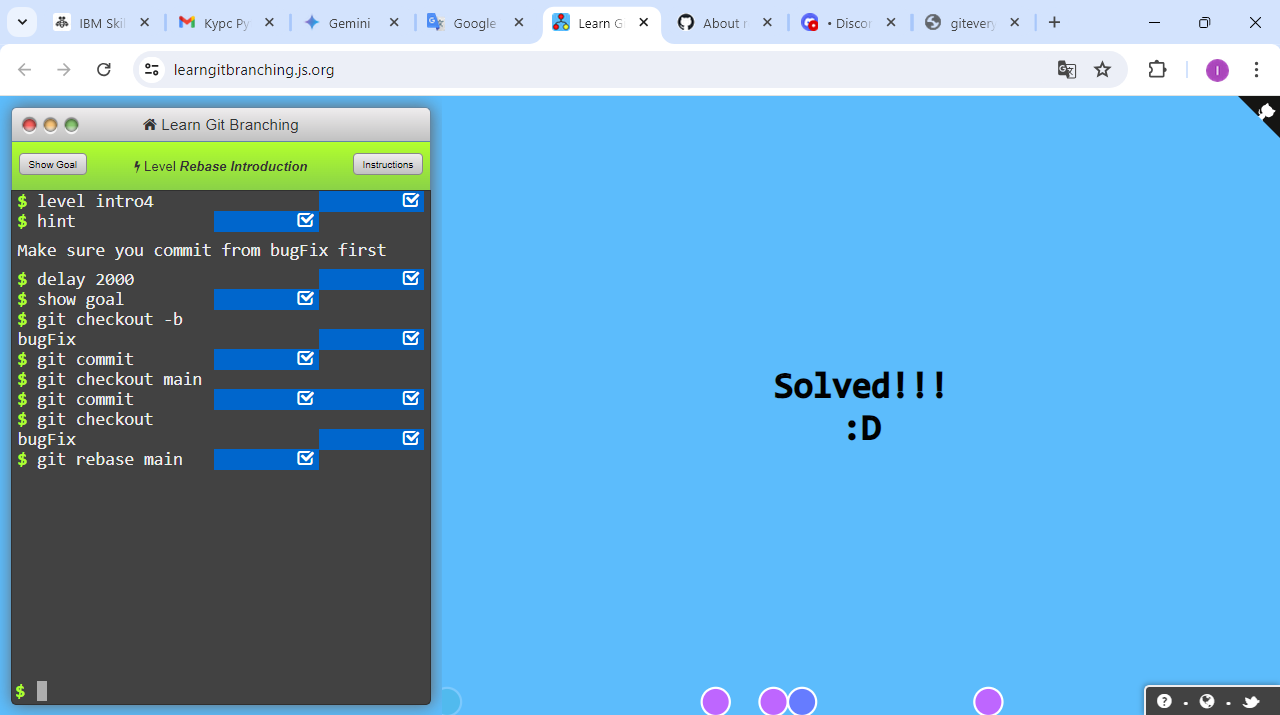 IBM Skil
Курс Py
Gemini
Google
Learn G
About r
• Discor
gitevery
learngitbranching.js.org
I
Learn Git Branching
Show Goal
Level Rebase Introduction
Instructions
$ level intro4
$ hint
Make sure you commit from bugFix first
$ delay 2000
$ show goal
$ git checkout -b
bugFix
$ git commit
$ git checkout main
$ git commit
$ git checkout
bugFix
$ git rebase main
$
Solved!!!
:D